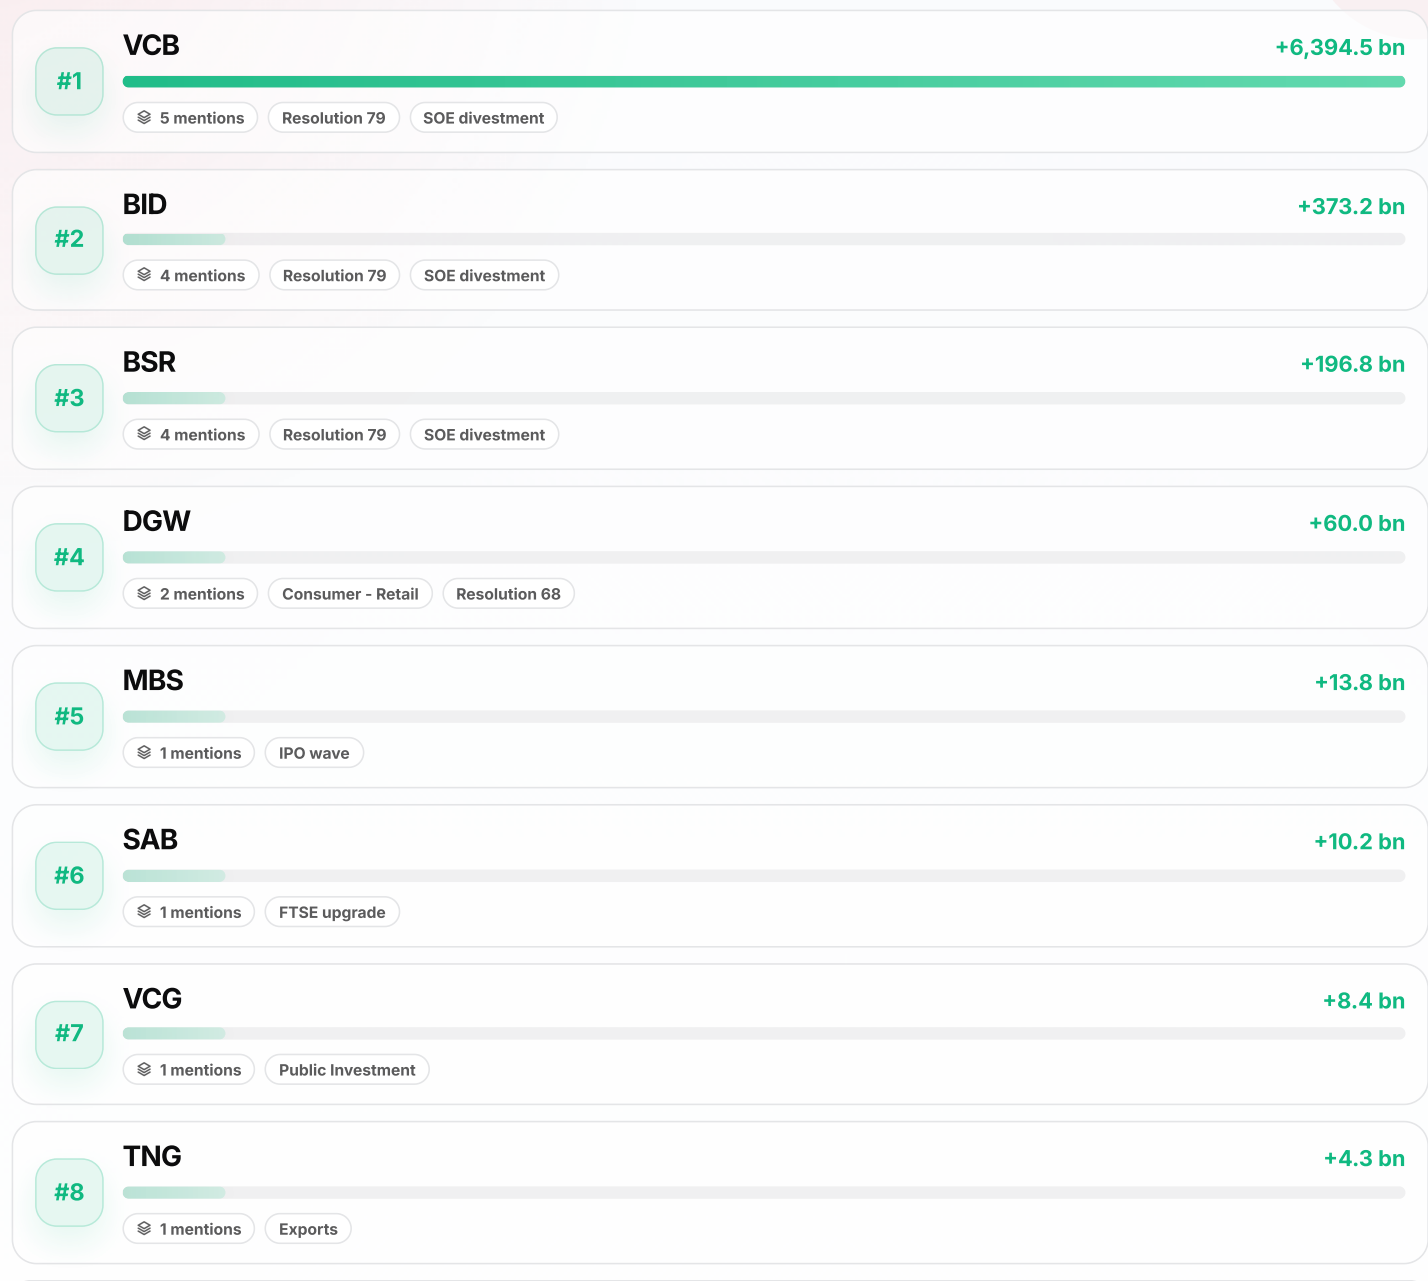 #1
VCB
+6,394.5 bn
5 mentions Resolution 79 SOE divestment
#2
BID
+373.2 bn
4 mentions Resolution 79 SOE divestment
#3
BSR
+196.8 bn
4 mentions Resolution 79 SOE divestment
#4
DGW
+60.0 bn
2 mentions Consumer - Retail Resolution 68
#5
MBS
+13.8 bn
1 mentions IPO wave
#6
SAB
+10.2 bn
1 mentions FTSE upgrade
#7
VCG
+8.4 bn
1 mentions Public Investment
#8
TNG
+4.3 bn
1 mentions Exports